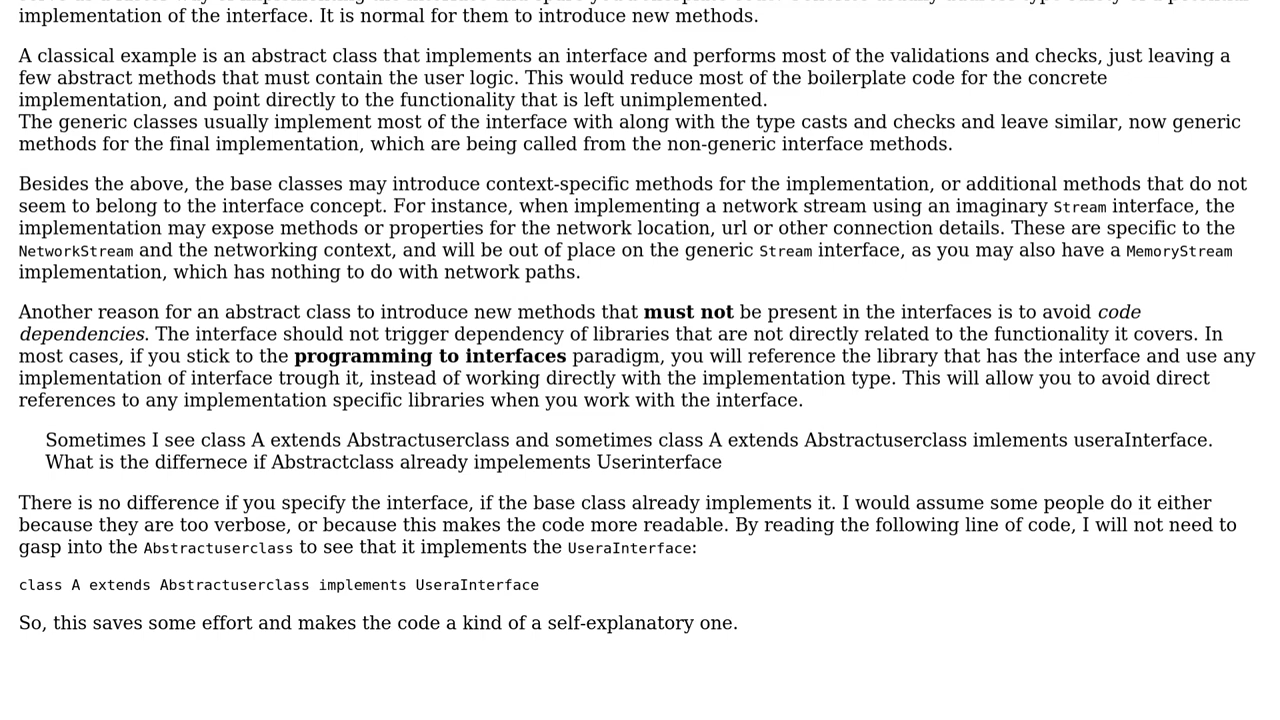 implementation of the interface. It is normal for them to introduce new methods.
A classical example is an abstract class that implements an interface and performs most of the validations and checks, just leaving a
few abstract methods that must contain the user logic. This would reduce most of the boilerplate code for the concrete
implementation, and point directly to the functionality that is left unimplemented.
The generic classes usually implement most of the interface with along with the type casts and checks and leave similar, now generic
methods for the final implementation, which are being called from the non-generic interface methods.
Besides the above, the base classes may introduce context-specific methods for the implementation, or additional methods that do not
seem to belong to the interface concept. For instance, when implementing a network stream using an imaginary Stream interface, the
implementation may expose methods or properties for the network location, url or other connection details. These are specific to the
NetworkStream and the networking context, and will be out of place on the generic Stream interface, as you may also have a MemoryStream
implementation, which has nothing to do with network paths.
Another reason for an abstract class to introduce new methods that must not be present in the interfaces is to avoid code
dependencies. The interface should not trigger dependency of libraries that are not directly related to the functionality it covers. In
most cases, if you stick to the programming to interfaces paradigm, you will reference the library that has the interface and use any
implementation of interface trough it, instead of working directly with the implementation type. This will allow you to avoid direct
references to any implementation specific libraries when you work with the interface.
Sometimes I see class A extends Abstractuserclass and sometimes class A extends Abstractuserclass imlements useraInterface.
What is the differnece if Abstractclass already impelements Userinterface
There is no difference if you specify the interface, if the base class already implements it. I would assume some people do it either
because they are too verbose, or because this makes the code more readable. By reading the following line of code, I will not need to
gasp into the Abstractuserclass to see that it implements the UseraInterface:
class A extends Abstractuserclass implements UseraInterface
So, this saves some effort and makes the code a kind of a self-explanatory one.